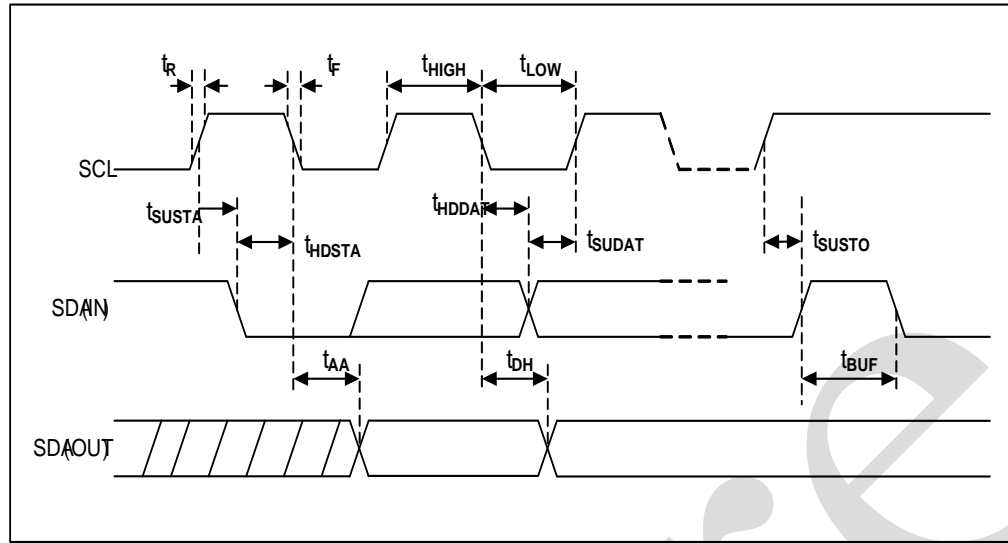 tR tF tHIGH tLOW
SCL
tSUSTA tHDSTA tHDDAT tSUDAT tSUSTO
SDA(IN)
tAA tDH tBUF
SDA(OUT)